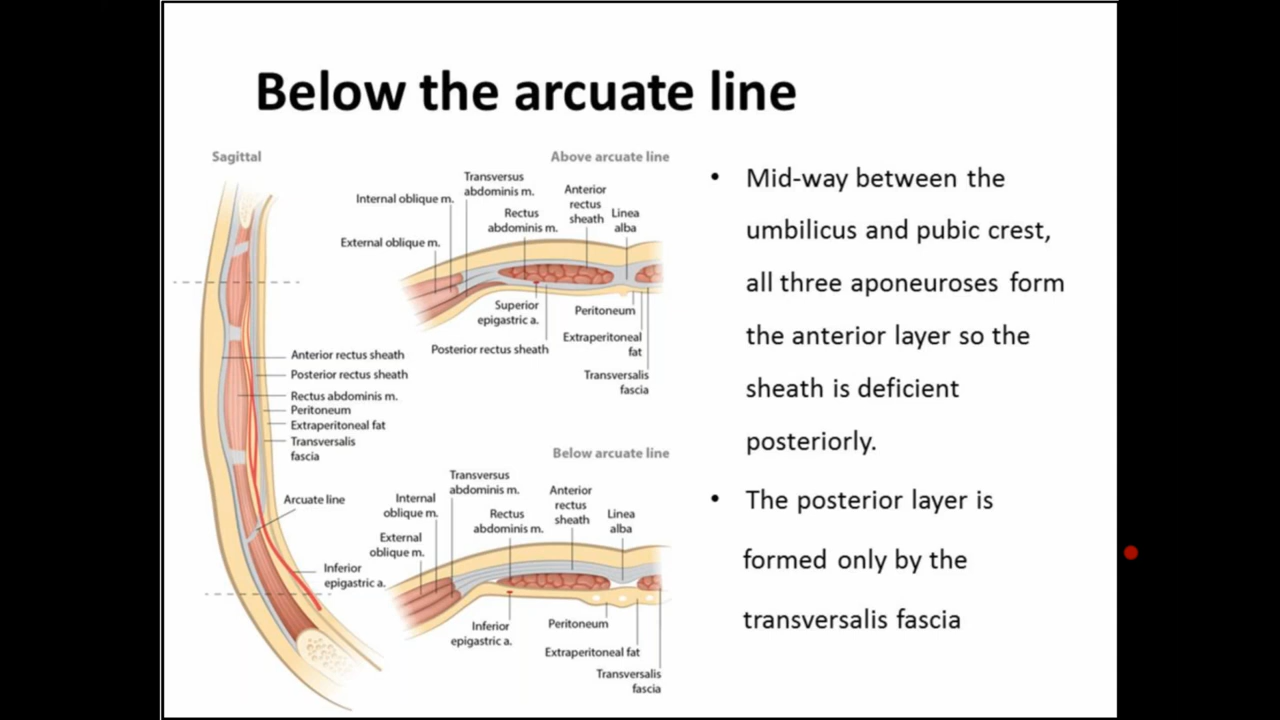 Below the arcuate line
Sagittal
Anterior rectus sheath
Posterior rectus sheath
Rectus abdominis m.
Peritoneum
Extraperitoneal fat
Transversalis
fascia
Arcuate line
Inferior
epigastric a.
Above arcuate line
Transversus
abdominis m.
Internal oblique m.
External oblique m.
Rectus
abdominis m.
Anterior
rectus
sheath
Linea
alba
Superior
epigastric a.
Posterior rectus sheath
Peritoneum
Extraperitoneal
fat
Transversalis
fascia
Below arcuate line
Transversus
abdominis m.
Internal
oblique m.
External
oblique m.
Rectus
abdominis m.
Anterior
rectus
sheath
Linea
alba
Inferior
epigastric a.
Peritoneum
Extraperitoneal fat
Transversalis
fascia
• Mid-way between the
umbilicus and pubic crest,
all three aponeuroses form
the anterior layer so the
sheath is deficient
posteriorly.
• The posterior layer is
formed only by the
transversalis fascia